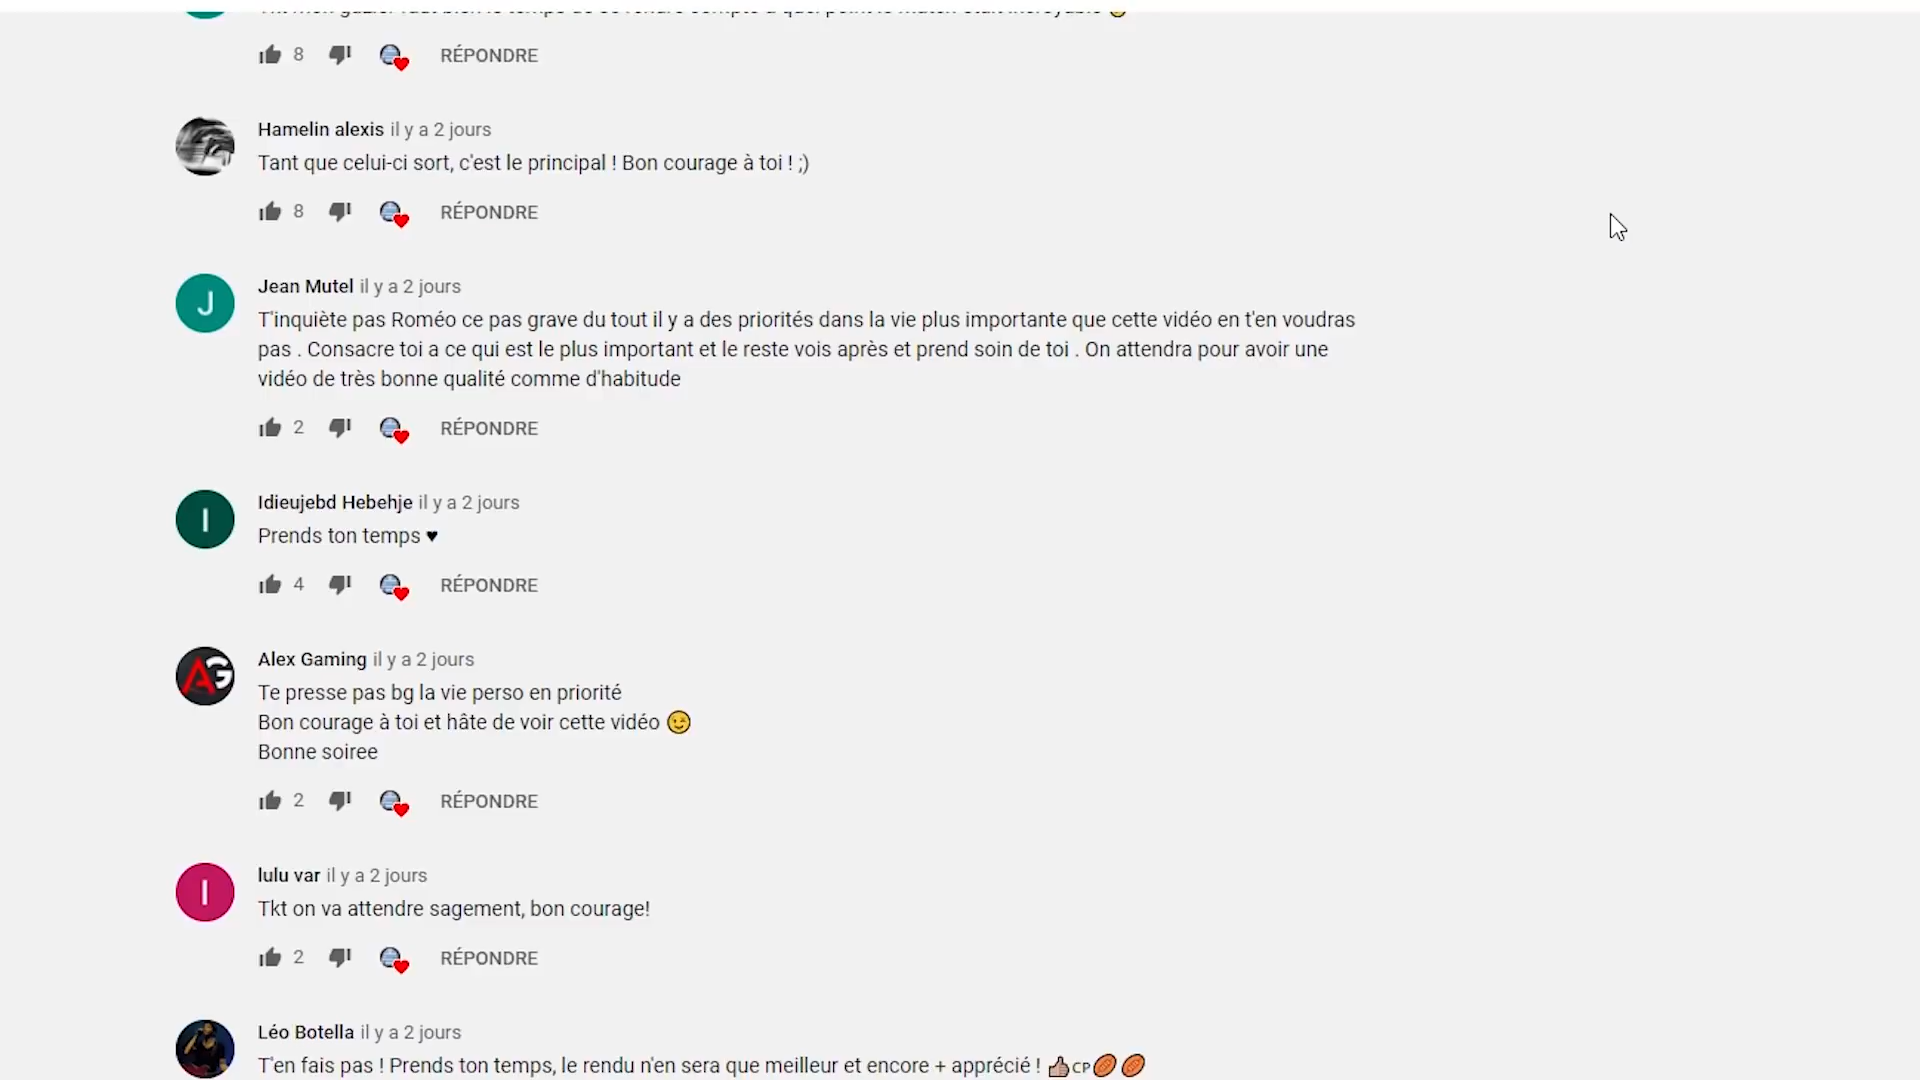 8 RÉPONDRE
Hamelin alexis il y a 2 jours
Tant que celui-ci sort, c'est le principal ! Bon courage à toi ! ;)
8 RÉPONDRE
J
Jean Mutel il y a 2 jours
T'inquiète pas Roméo ce pas grave du tout il y a des priorités dans la vie plus importante que cette vidéo en t'en voudras
pas . Consacre toi a ce qui est le plus important et le reste vois après et prend soin de toi . On attendra pour avoir une
vidéo de très bonne qualité comme d'habitude
2 RÉPONDRE
I
Idieujebd Hebehje il y a 2 jours
Prends ton temps ♥
4 RÉPONDRE
AG
Alex Gaming il y a 2 jours
Te presse pas bg la vie perso en priorité
Bon courage à toi et hâte de voir cette vidéo 😉
Bonne soiree
2 RÉPONDRE
l
lulu var il y a 2 jours
Tkt on va attendre sagement, bon courage!
2 RÉPONDRE
Léo Botella il y a 2 jours
T'en fais pas ! Prends ton temps, le rendu n'en sera que meilleur et encore + apprécié ! 👍🏼CP🏉🏉